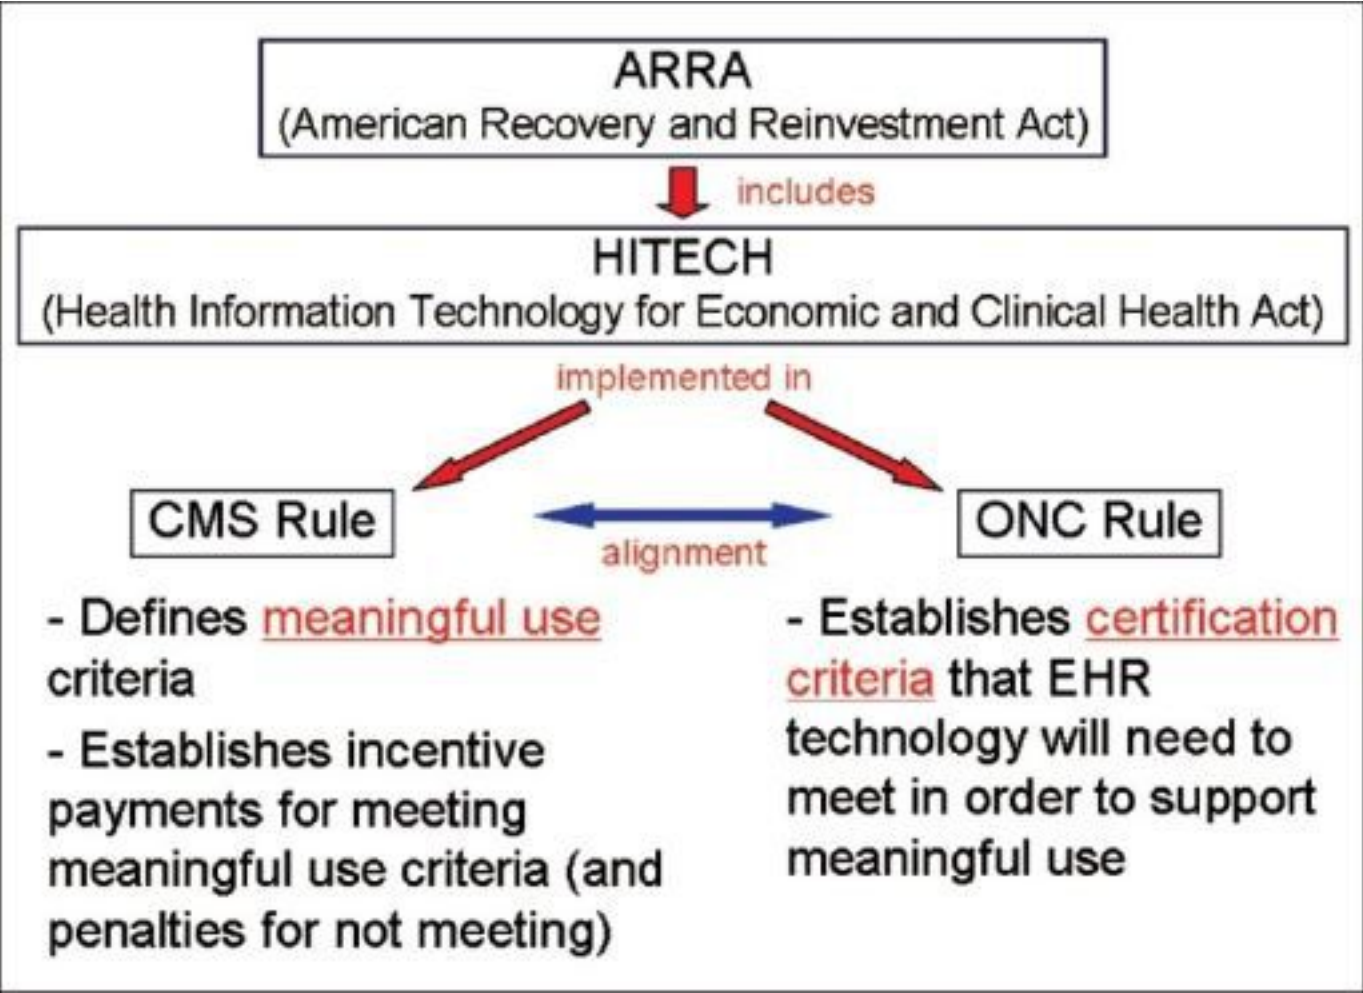 ARRA
(American Recovery and Reinvestment Act)
includes
HITECH
(Health Information Technology for Economic and Clinical Health Act)
implemented in
CMS Rule
ONC Rule
alignment
- Defines meaningful use
criteria
- Establishes incentive
payments for meeting
meaningful use criteria (and
penalties for not meeting)
- Establishes certification
criteria that EHR
technology will need to
meet in order to support
meaningful use